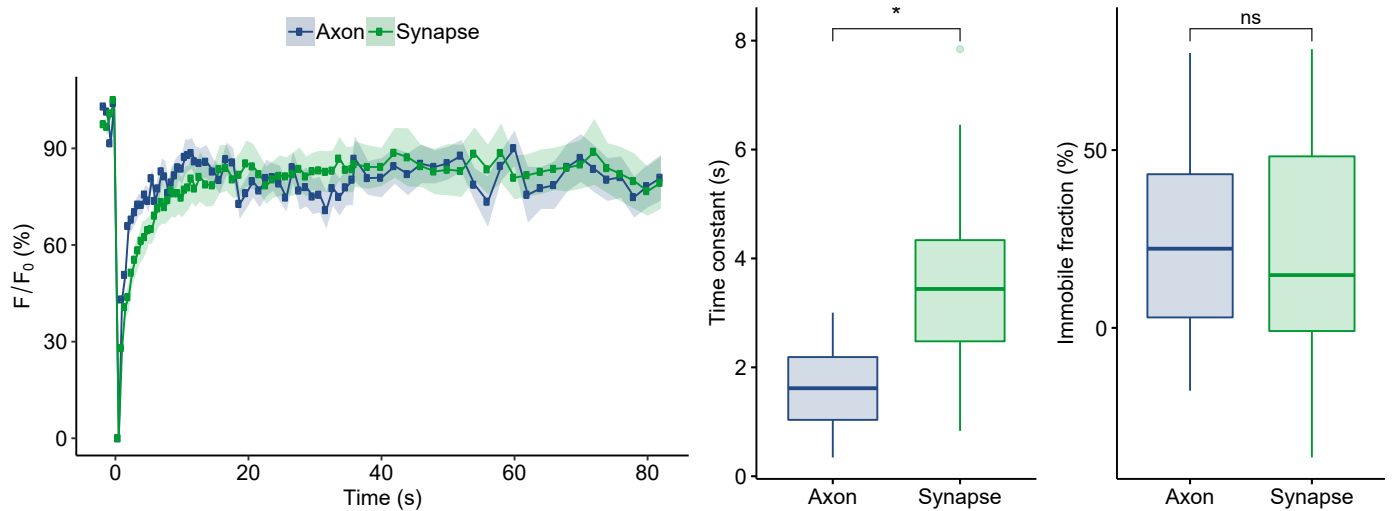 Axon Synapse
F/F0 (%)
90
60
30
0
0 20 40 60 80
Time (s)
*
Time constant (s)
8
6
4
2
0
Axon Synapse
ns
Immobile fraction (%)
50
0
Axon Synapse